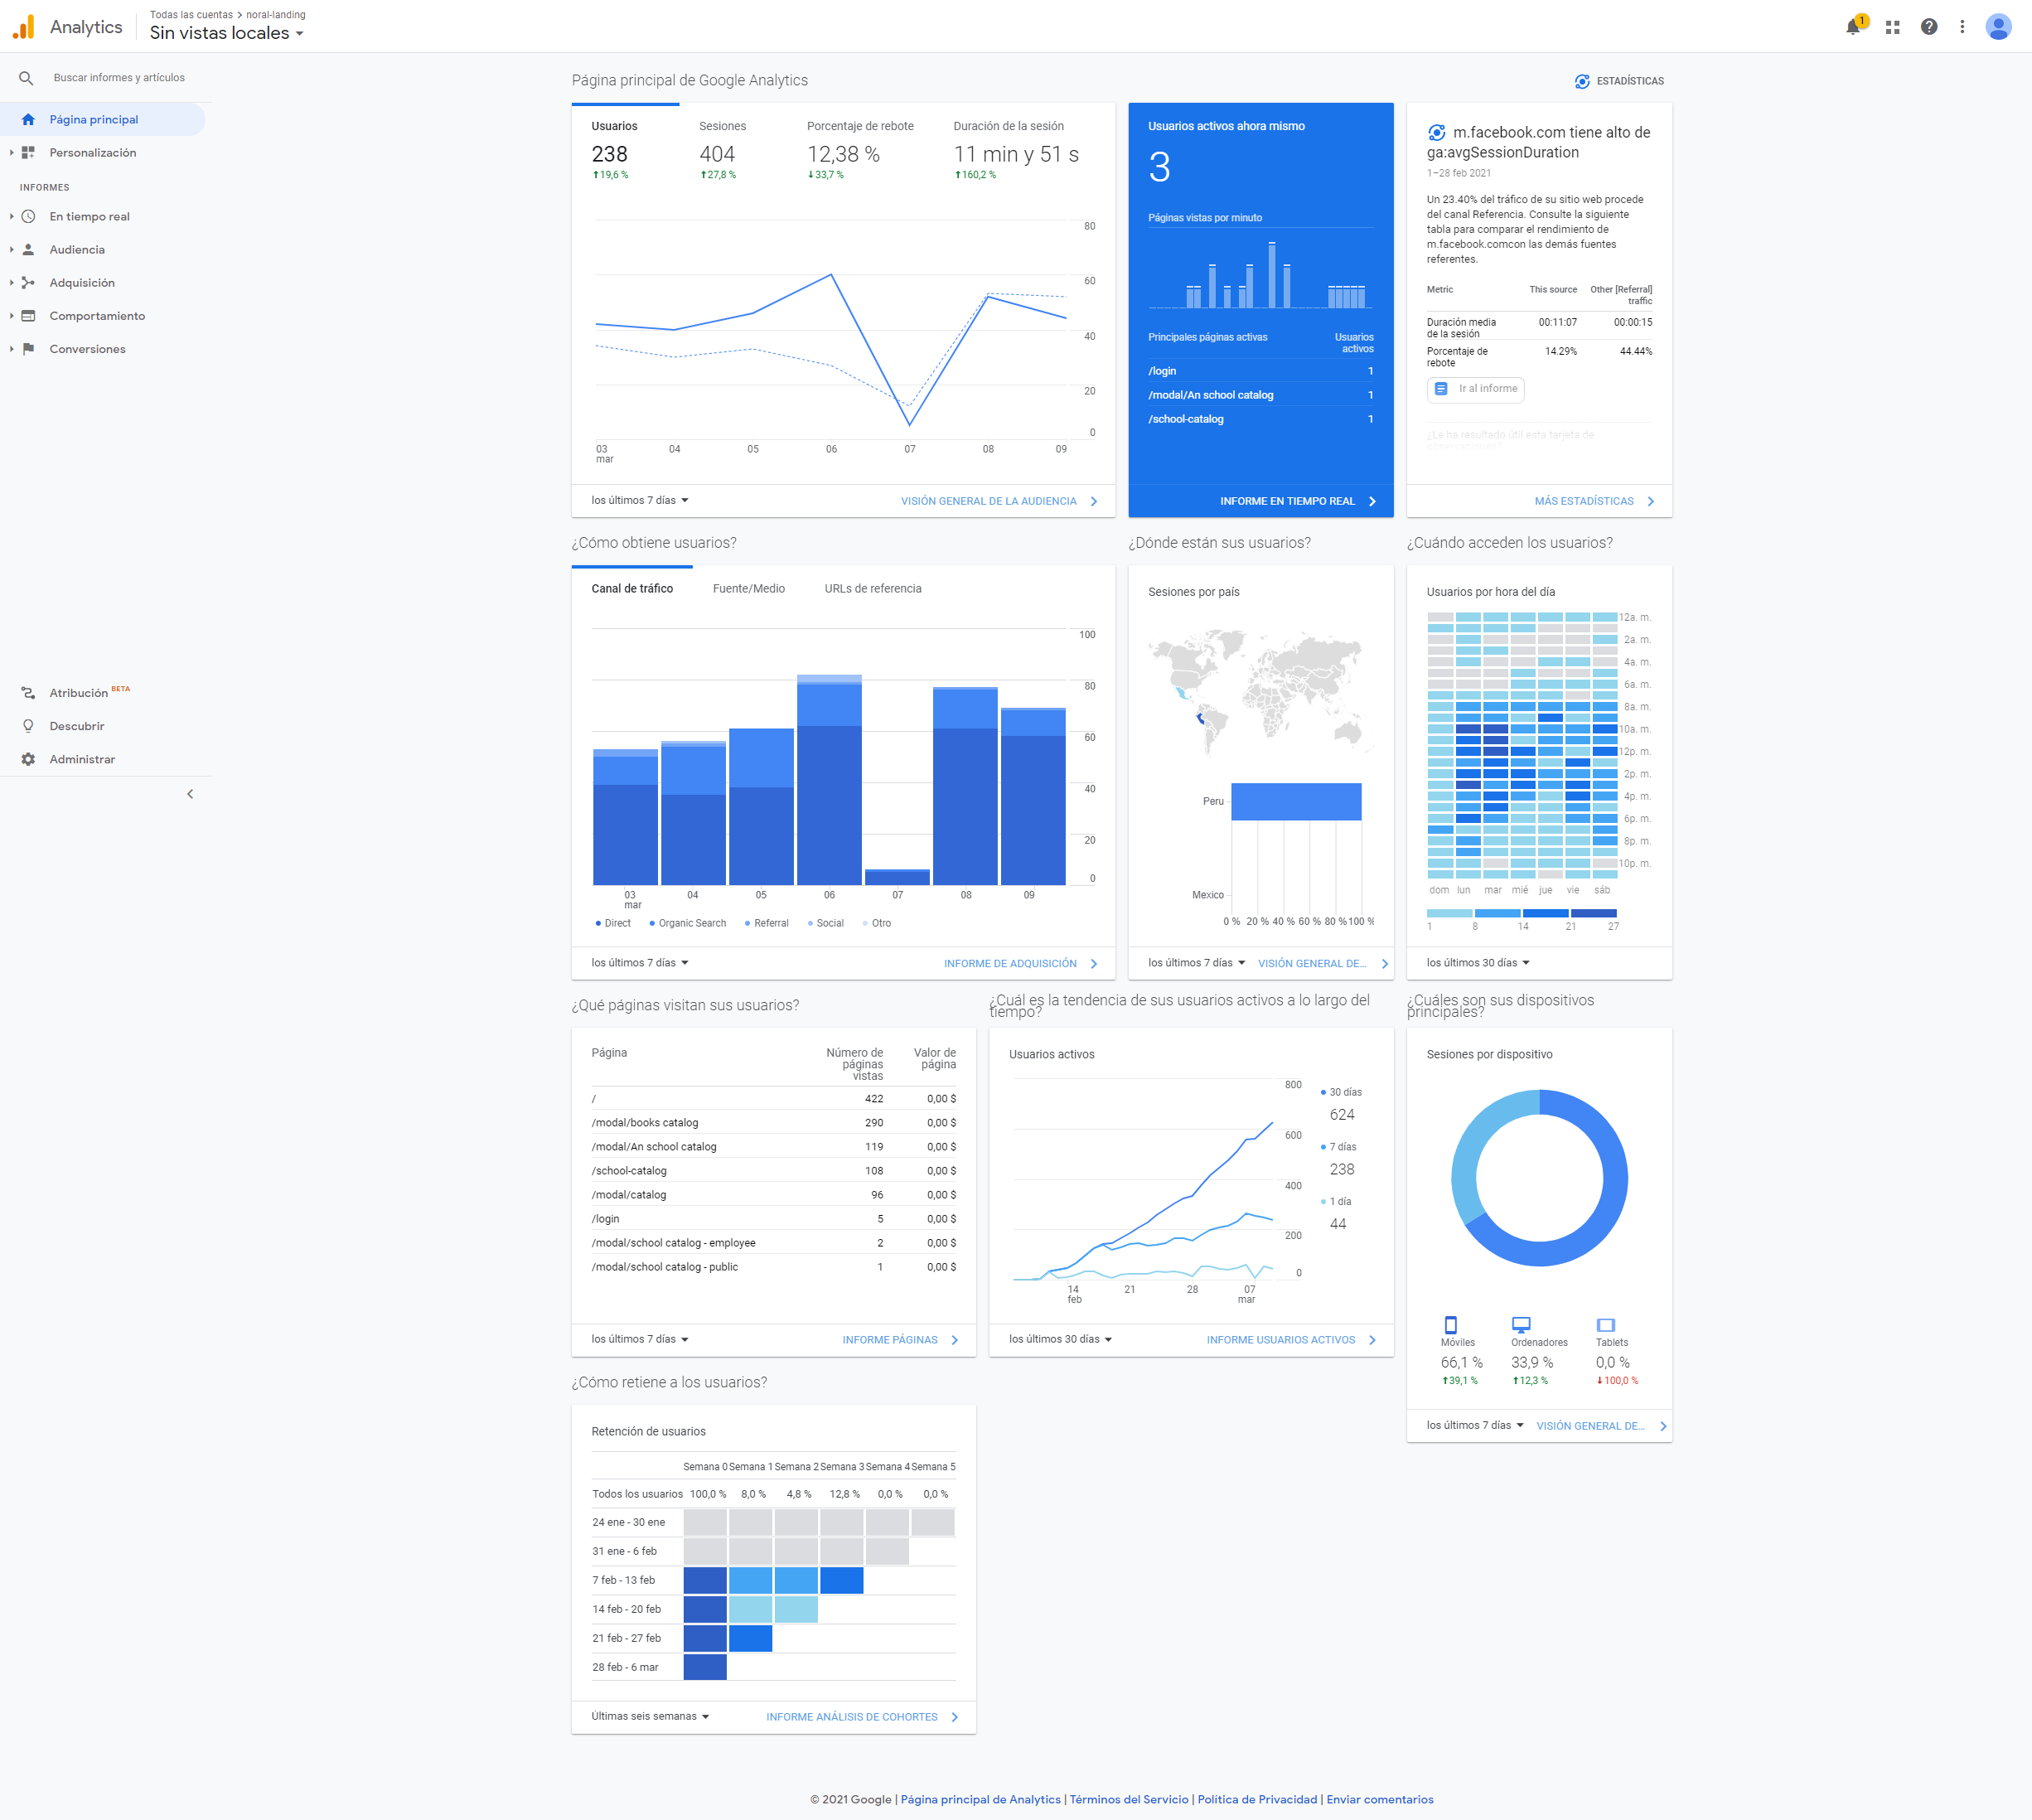 Analytics
Todas las cuentas > noral-landing
Sin vistas locales
1
Buscar informes y artículos
Página principal
Personalización
INFORMES
En tiempo real
Audiencia
Adquisición
Comportamiento
Conversiones
Atribución BETA
Descubrir
Administrar
Página principal de Google Analytics
ESTADÍSTICAS
Usuarios Sesiones Porcentaje de rebote Duración de la sesión
238 404 12,38 % 11 min y 51 s
19,6 % 27,8 % 33,7 % 160,2 %
80
60
40
20
0
03 04 05 06 07 08 09
mar
los últimos 7 días VISIÓN GENERAL DE LA AUDIENCIA
Usuarios activos ahora mismo
3
Páginas vistas por minuto
Principales páginas activas Usuarios
activos
/login 1
/modal/An school catalog 1
/school-catalog 1
INFORME EN TIEMPO REAL
m.facebook.com tiene alto de
ga:avgSessionDuration
1–28 feb 2021
Un 23.40% del tráfico de su sitio web procede
del canal Referencia. Consulte la siguiente
tabla para comparar el rendimiento de
m.facebook.comcon las demás fuentes
referentes.
Metric This source Other [Referral]
traffic
Duración media 00:11:07 00:00:15
de la sesión
Porcentaje de 14.29% 44.44%
rebote
Ir al informe
¿Le ha resultado útil esta tarjeta de
MÁS ESTADÍSTICAS
¿Cómo obtiene usuarios?
Canal de tráfico Fuente/Medio URLs de referencia
100
80
60
40
20
0
03 04 05 06 07 08 09
mar
Direct Organic Search Referral Social Otro
los últimos 7 días INFORME DE ADQUISICIÓN
¿Dónde están sus usuarios?
Sesiones por país
Peru
Mexico
0 % 20 % 40 % 60 % 80 % 100 %
los últimos 7 días VISIÓN GENERAL DE...
¿Cuándo acceden los usuarios?
Usuarios por hora del día
12a. m.
2a. m.
4a. m.
6a. m.
8a. m.
10a. m.
12p. m.
2p. m.
4p. m.
6p. m.
8p. m.
10p. m.
dom lun mar mié jue vie sáb
1 8 14 21 27
los últimos 30 días
¿Qué páginas visitan sus usuarios?
Página Número de Valor de
páginas página
vistas
/ 422 0,00 $
/modal/books catalog 290 0,00 $
/modal/An school catalog 119 0,00 $
/school-catalog 108 0,00 $
/modal/catalog 96 0,00 $
/login 5 0,00 $
/modal/school catalog - employee 2 0,00 $
/modal/school catalog - public 1 0,00 $
los últimos 7 días INFORME PÁGINAS
¿Cuál es la tendencia de sus usuarios activos a lo largo del
tiempo?
Usuarios activos
800
600
400
200
0
14 21 28 07
feb mar
30 días
624
7 días
238
1 día
44
los últimos 30 días INFORME USUARIOS ACTIVOS
¿Cuáles son sus dispositivos
principales?
Sesiones por dispositivo
Móviles Ordenadores Tablets
66,1 % 33,9 % 0,0 %
39,1 % 12,3 % 100,0 %
los últimos 7 días VISIÓN GENERAL DE...
¿Cómo retiene a los usuarios?
Retención de usuarios
Semana 0 Semana 1 Semana 2 Semana 3 Semana 4 Semana 5
Todos los usuarios 100,0 % 8,0 % 4,8 % 12,8 % 0,0 % 0,0 %
24 ene - 30 ene
31 ene - 6 feb
7 feb - 13 feb
14 feb - 20 feb
21 feb - 27 feb
28 feb - 6 mar
Últimas seis semanas INFORME ANÁLISIS DE COHORTES
© 2021 Google | Página principal de Analytics | Términos del Servicio | Política de Privacidad | Enviar comentarios